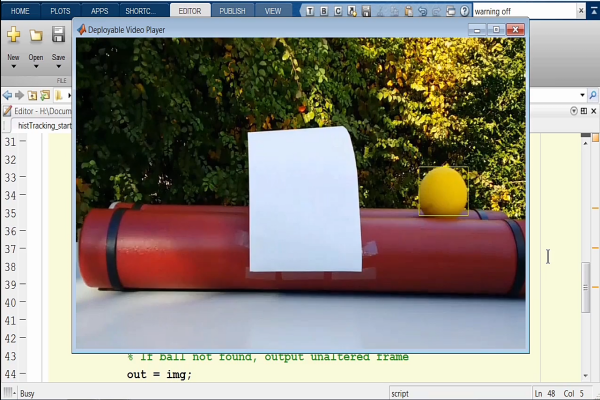 HOME PLOTS APPS SHORTC... EDITOR PUBLISH VIEW warning off
Deployable Video Player
New Open Save
FILE
Editor - H:\Docum
histTracking_start
31
32
33
34
35
36
37
38
39
40
41
42
43 % If ball not found, output unaltered frame
44 out = img;
Busy script Ln 48 Col 5